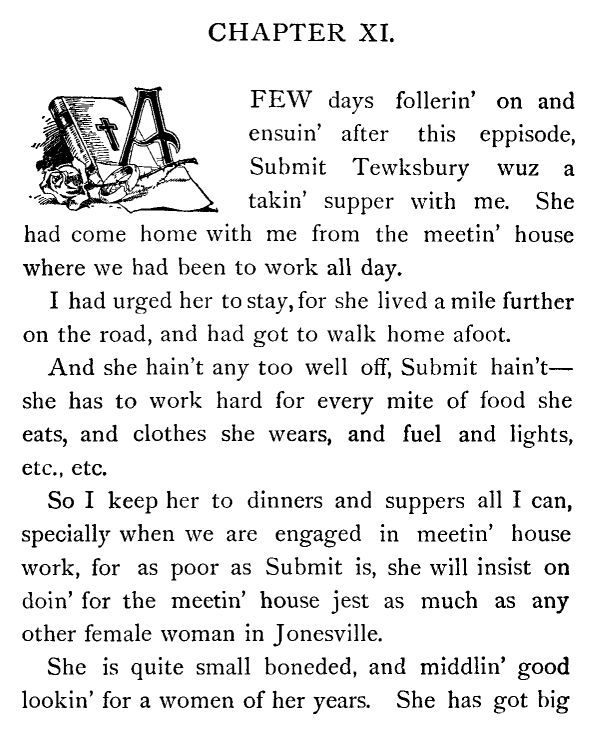 CHAPTER XI.
A FEW days follerin' on and
ensuin' after this eppisode,
Submit Tewksbury wuz a
takin' supper with me. She
had come home with me from the meetin' house
where we had been to work all day.
I had urged her to stay, for she lived a mile further
on the road, and had got to walk home afoot.
And she hain't any too well off, Submit hain't—
she has to work hard for every mite of food she
eats, and clothes she wears, and fuel and lights,
etc., etc.
So I keep her to dinners and suppers all I can,
specially when we are engaged in meetin' house
work, for as poor as Submit is, she will insist on
doin' for the meetin' house jest as much as any
other female woman in Jonesville.
She is quite small boneded, and middlin' good
lookin' for a women of her years. She has got big